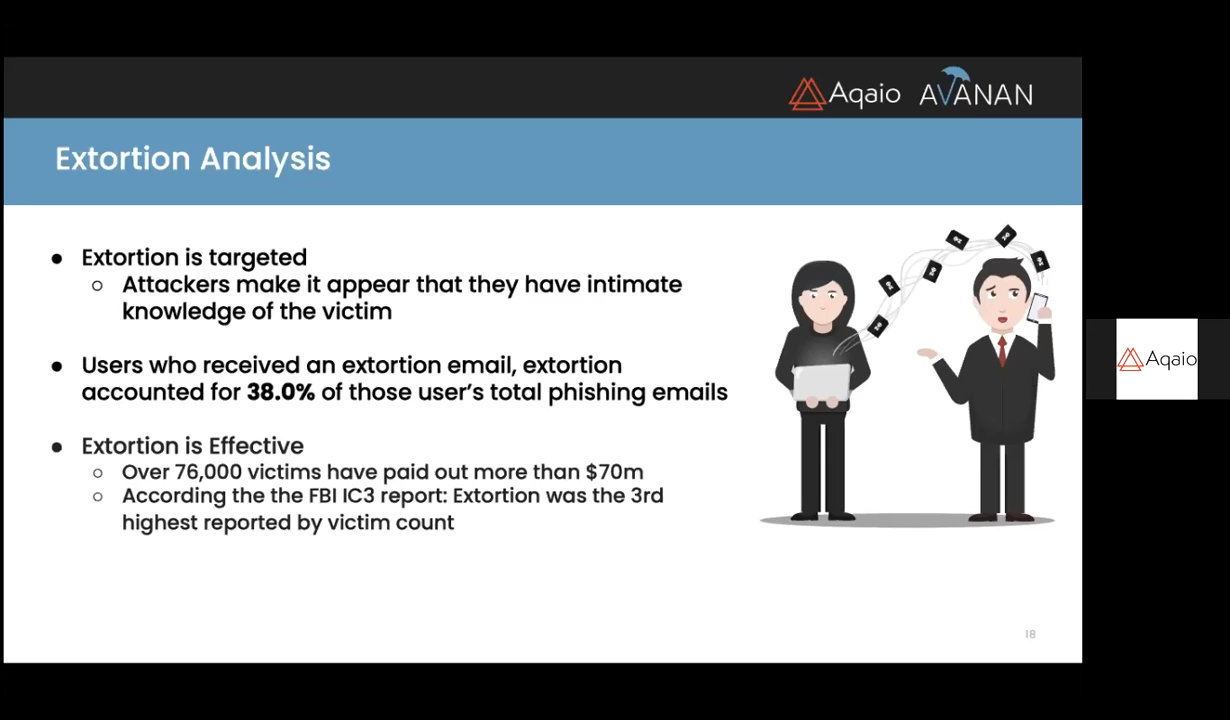 Aqaio AVANAN
Extortion Analysis
● Extortion is targeted
○ Attackers make it appear that they have intimate
knowledge of the victim
● Users who received an extortion email, extortion
accounted for 38.0% of those user's total phishing emails
● Extortion is Effective
○ Over 76,000 victims have paid out more than $70m
○ According the the FBI IC3 report: Extortion was the 3rd
highest reported by victim count
18
Aqaio